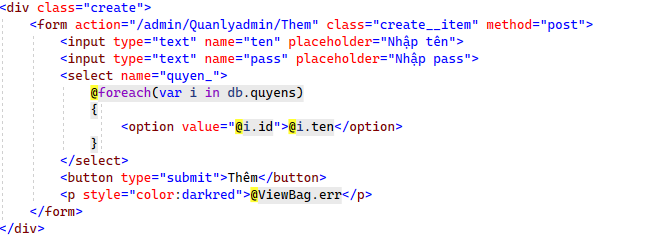 <div class="create">
<form action="/admin/Quanlyadmin/Them" class="create__item" method="post">
<input type="text" name="ten" placeholder="Nhập tên">
<input type="text" name="pass" placeholder="Nhập pass">
<select name="quyen_">
@foreach(var i in db.quyens)
{
<option value="@i.id">@i.ten</option>
}
</select>
<button type="submit">Thêm</button>
<p style="color:darkred">@ViewBag.err</p>
</form>
</div>